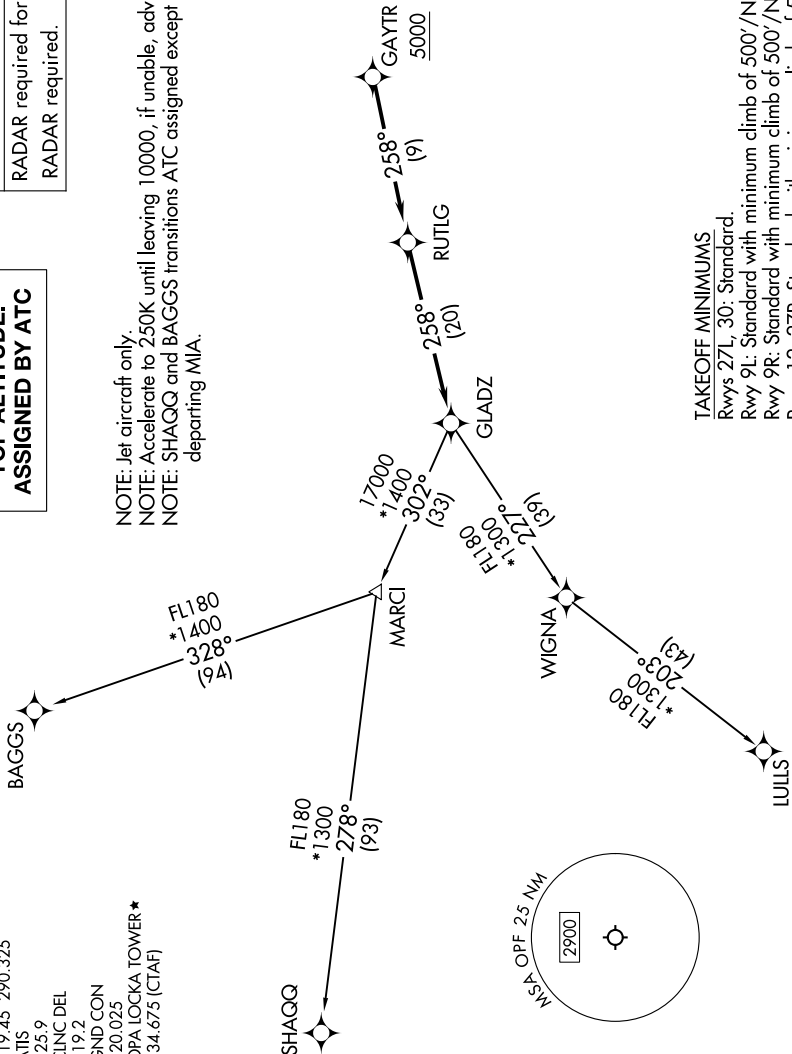 19.45 290.325
ATIS
25.9
CLNC DEL
19.2
GND CON
20.025
OPA LOCKA TOWER★
34.675 (CTAF)
TOP ALTITUDE:
ASSIGNED BY ATC
RADAR required for
RADAR required.
NOTE: Jet aircraft only.
NOTE: Accelerate to 250K until leaving 10000, if unable, adv
NOTE: SHAQQ and BAGGS transitions ATC assigned except
departing MIA.
BAGGS
FL180
*1400
328°
(94)
SHAQQ
FL180
*1300
278°
(93)
MARCI
17000
*1400
302°
(33)
GLADZ
258°
(20)
RUTLG
258°
(9)
GAYTR
5000
FL180
*1300
227°
(39)
WIGNA
FL180
*1300
203°
(43)
LULLS
MSA OPF 25 NM
2900
TAKEOFF MINIMUMS
Rwys 27L, 30: Standard.
Rwy 9L: Standard with minimum climb of 500'/N
Rwy 9R: Standard with minimum climb of 500'/N